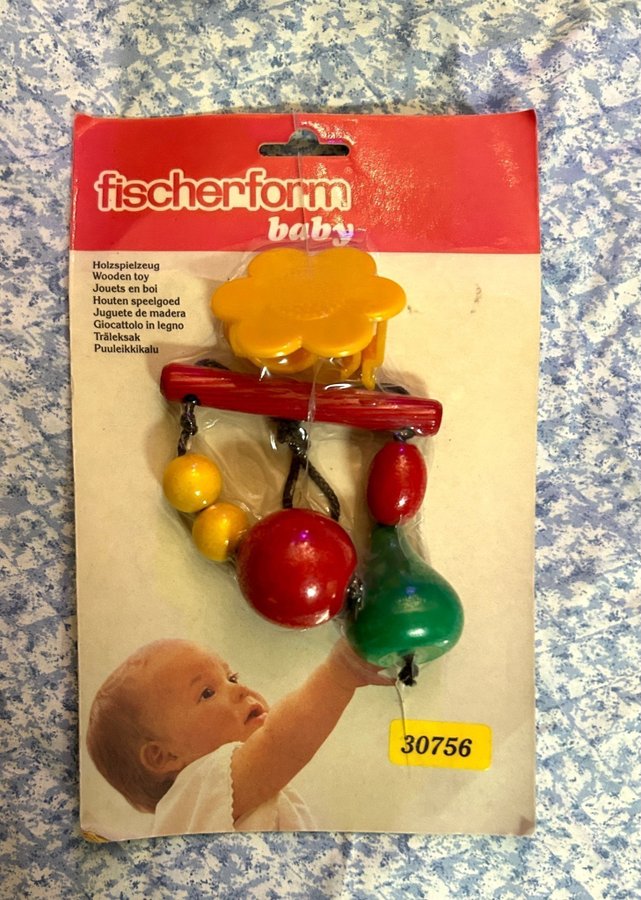 fischerform
baby
Holzspielzeug
Wooden toy
Jouets en boi
Houten speelgoed
Juguete de madera
Giocattolo in legno
Träleksak
Puuleikkikalu
30756